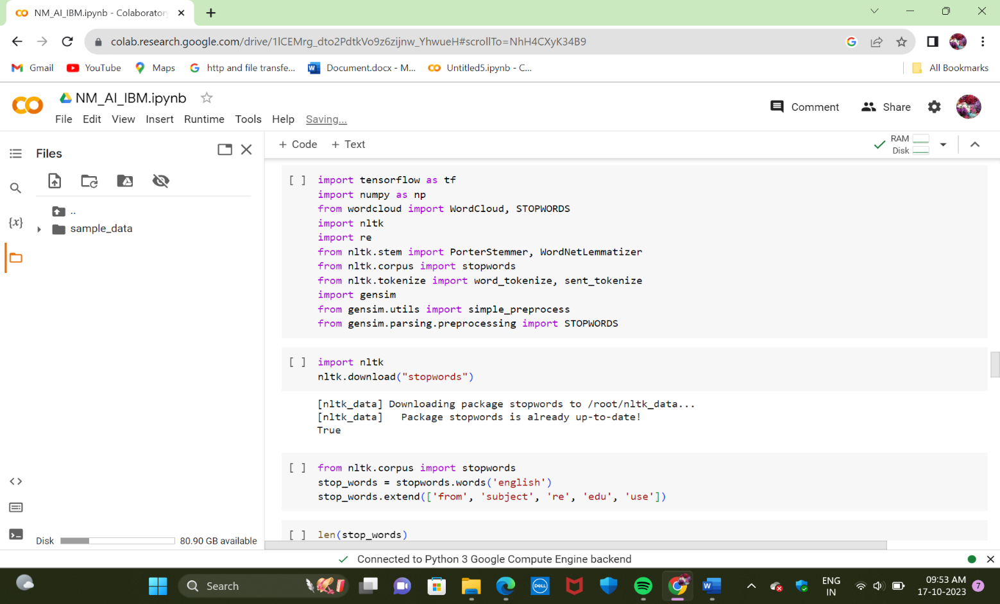 NM_AI_IBM.ipynb - Colaborator
colab.research.google.com/drive/1lCEMrg_dto2PdtkVo9z6zijnw_YhwueH#scrollTo=NhH4CXyK34B9
Gmail YouTube Maps http and file transfe... Document.docx - M... Untitled5.ipynb - C... All Bookmarks
NM_AI_IBM.ipynb
Comment Share
File Edit View Insert Runtime Tools Help Saving...
Files
+ Code + Text
RAM
Disk
{x}
..
sample_data
[ ] import tensorflow as tf
import numpy as np
from wordcloud import WordCloud, STOPWORDS
import nltk
import re
from nltk.stem import PorterStemmer, WordNetLemmatizer
from nltk.corpus import stopwords
from nltk.tokenize import word_tokenize, sent_tokenize
import gensim
from gensim.utils import simple_preprocess
from gensim.parsing.preprocessing import STOPWORDS
[ ] import nltk
nltk.download("stopwords")
[nltk_data] Downloading package stopwords to /root/nltk_data...
[nltk_data]   Package stopwords is already up-to-date!
True
[ ] from nltk.corpus import stopwords
stop_words = stopwords.words('english')
stop_words.extend(['from', 'subject', 're', 'edu', 'use'])
[ ] len(stop_words)
Disk 80.90 GB available
Connected to Python 3 Google Compute Engine backend
Search
DELL
W
ENG
IN
09:53 AM
17-10-2023
7